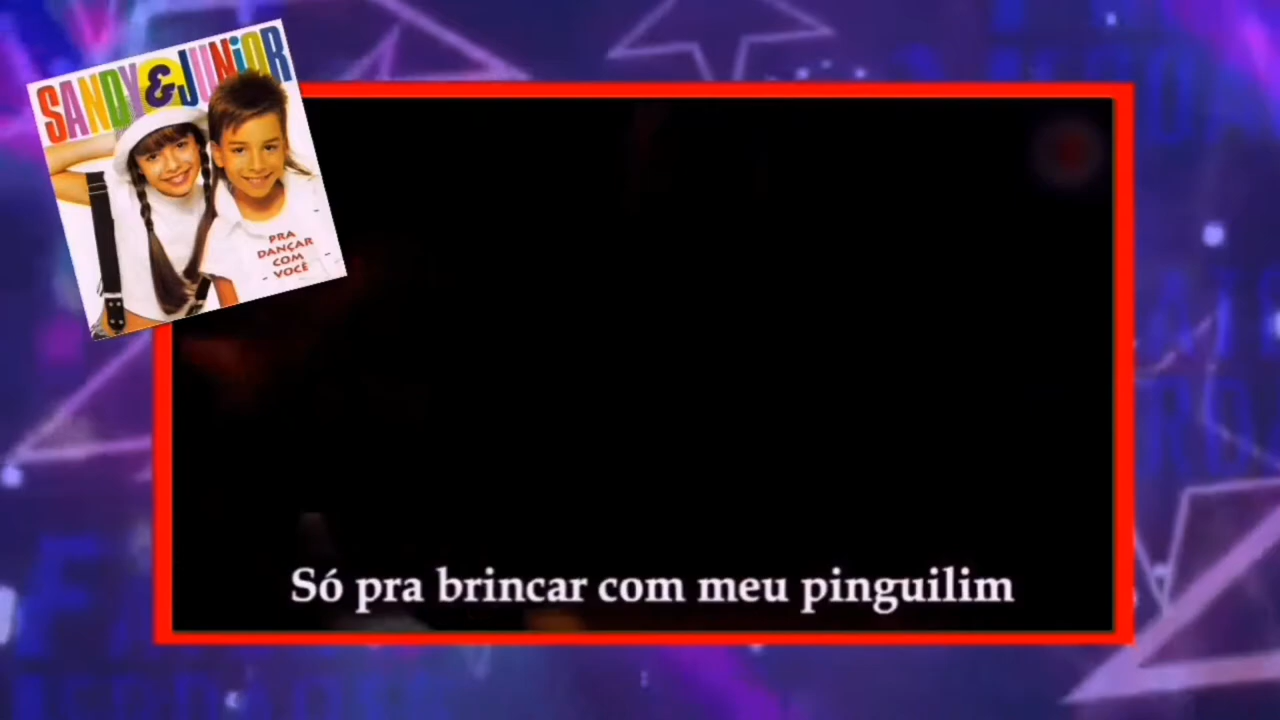 SANDY & JUNIOR
PRA
DANÇAR
COM
VOCÊ
Só pra brincar com meu pinguilim